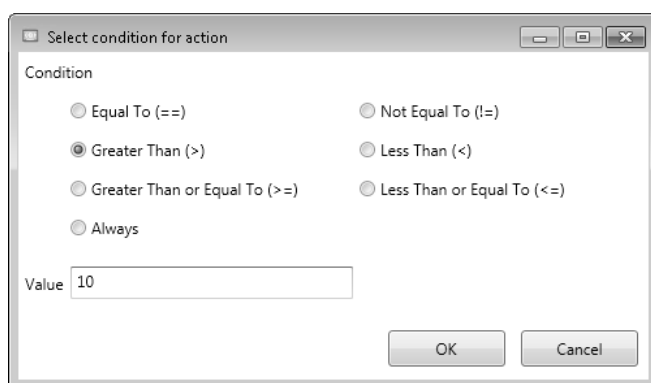 Select condition for action
Condition
Equal To (==) Not Equal To (!=)
Greater Than (>) Less Than (<)
Greater Than or Equal To (>=) Less Than or Equal To (<=)
Always
Value 10
OK Cancel